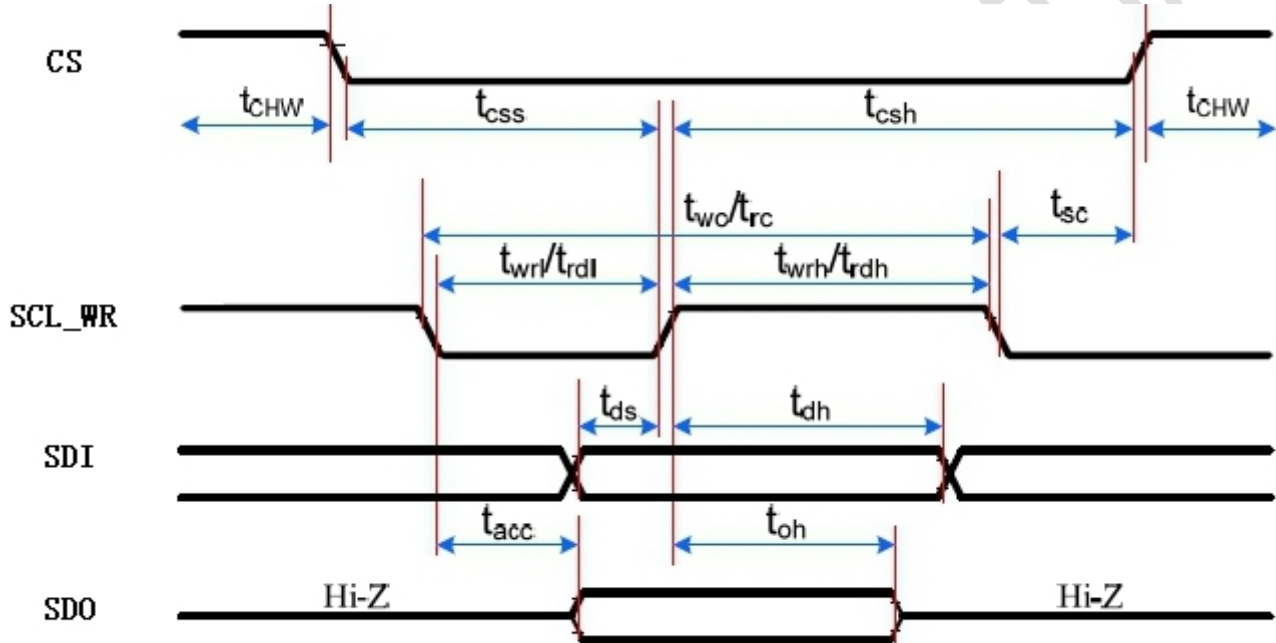 CS
tCHW
tcss
tcsh
tCHW
twc/trc
tsc
twrl/trdl
twrh/trdh
SCL_WR
tds
tdh
SDI
tacc
toh
SDO
Hi-Z
Hi-Z